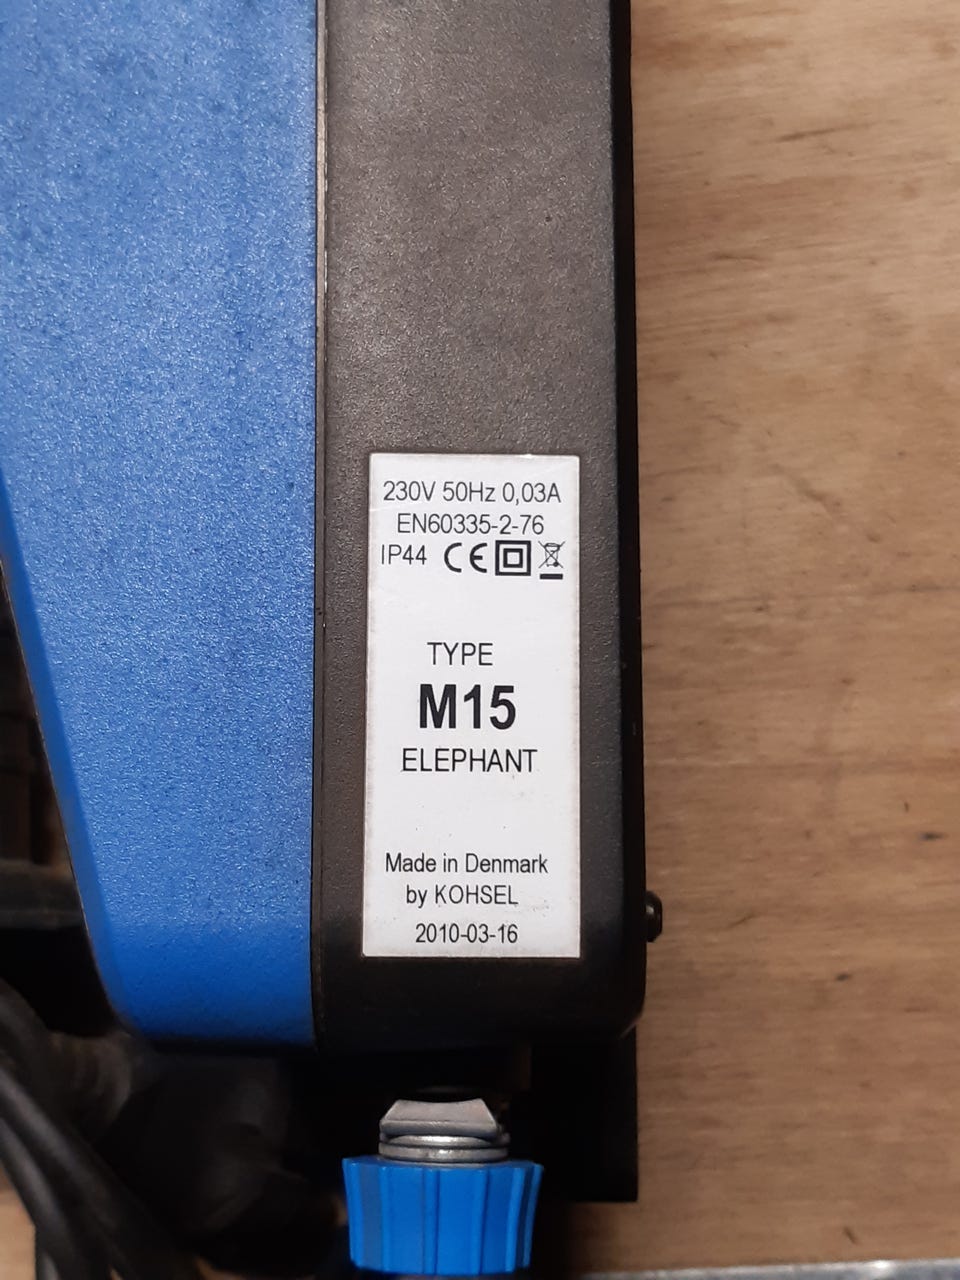 230V 50Hz 0,03A
EN60335-2-76
IP44 CE
TYPE
M15
ELEPHANT
Made in Denmark
by KOHSEL
2010-03-16